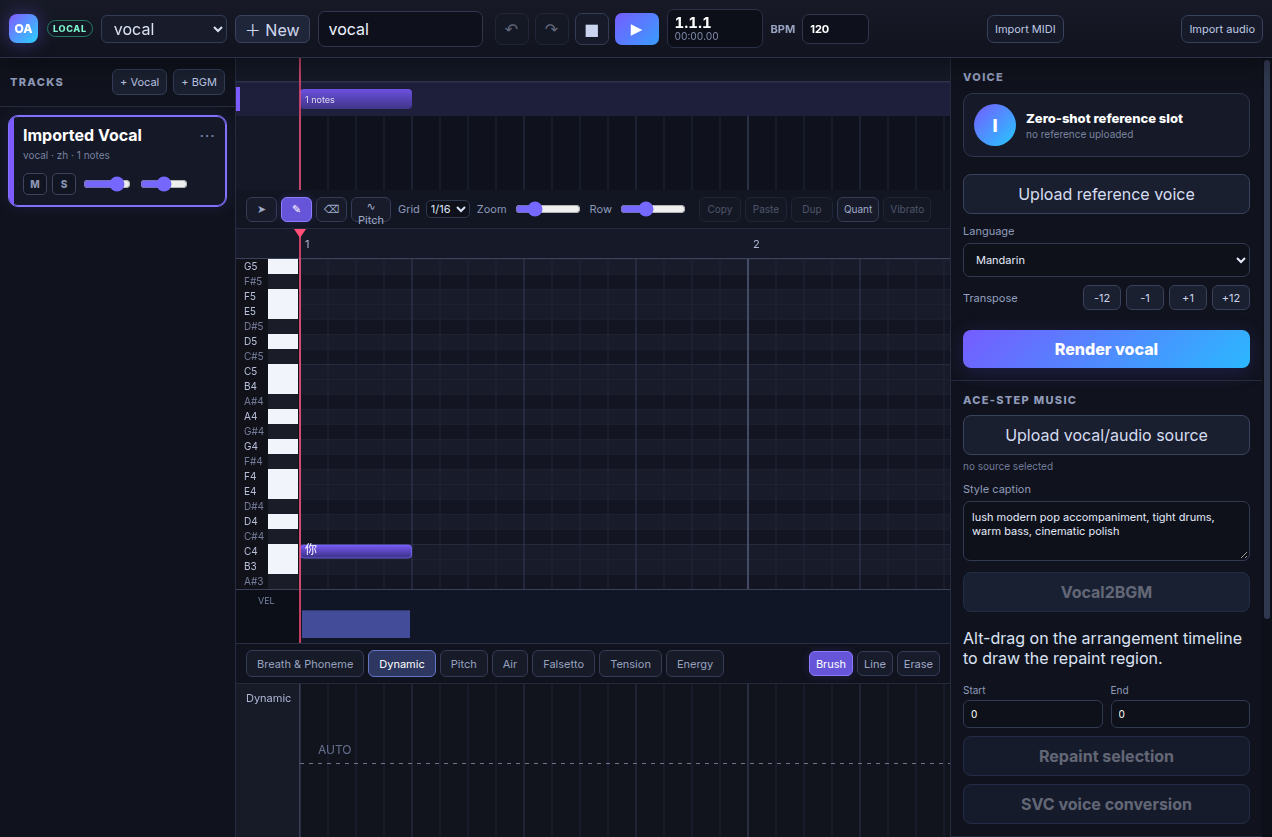 OA
LOCAL
vocal
+ New
vocal
1.1.1
00:00.00
BPM
120
Import MIDI
Import audio
TRACKS
+ Vocal
+ BGM
Imported Vocal
vocal · zh · 1 notes
M
S
1 notes
Pitch
Grid
1/16
Zoom
Row
Copy
Paste
Dup
Quant
Vibrato
1
2
G5
F#5
F5
E5
D#5
D5
C#5
C5
B4
A#4
A4
G#4
G4
F#4
F4
E4
D#4
D4
C#4
C4
B3
A#3
你
VEL
Breath & Phoneme
Dynamic
Pitch
Air
Falsetto
Tension
Energy
Brush
Line
Erase
Dynamic
AUTO
VOICE
I
Zero-shot reference slot
no reference uploaded
Upload reference voice
Language
Mandarin
Transpose
-12
-1
+1
+12
Render vocal
ACE-STEP MUSIC
Upload vocal/audio source
no source selected
Style caption
lush modern pop accompaniment, tight drums,
warm bass, cinematic polish
Vocal2BGM
Alt-drag on the arrangement timeline
to draw the repaint region.
Start
End
0
0
Repaint selection
SVC voice conversion